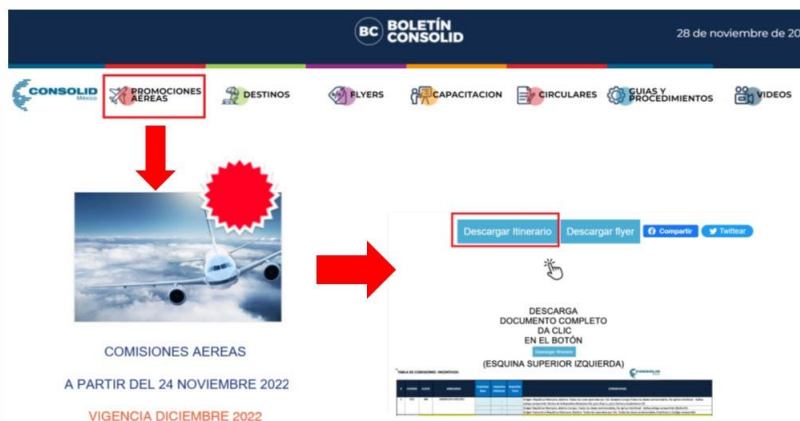 BC BOLETÍN
CONSOLID
28 de noviembre de 20
CONSOLID
México
PROMOCIONES
AEREAS
DESTINOS
FLYERS
CAPACITACION
CIRCULARES
GUIAS Y
PROCEDIMIENTOS
VIDEOS
COMISIONES AEREAS
A PARTIR DEL 24 NOVIEMBRE 2022
VIGENCIA DICIEMBRE 2022
Descargar Itinerario
Descargar flyer
Compartir
Twittear
DESCARGA
DOCUMENTO COMPLETO
DA CLIC
EN EL BOTÓN
Descargar Itinerario
(ESQUINA SUPERIOR IZQUIERDA)
CONSOLID